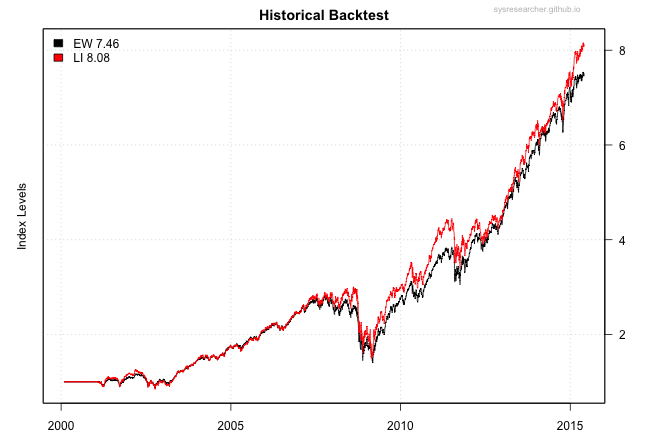 sysresearcher.github.io
Historical Backtest
EW 7.46
LI 8.08
Index Levels
8
6
4
2
2000 2005 2010 2015